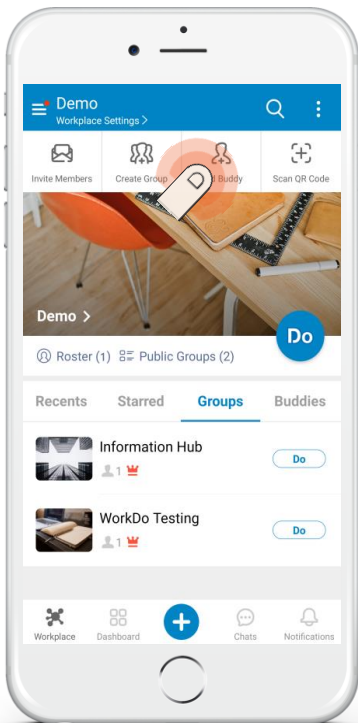 Demo
Workplace Settings >
Invite Members
Create Group
Buddy
Scan QR Code
Demo >
Do
Roster (1)
Public Groups (2)
Recents
Starred
Groups
Buddies
Information Hub
1
Do
WorkDo Testing
1
Do
Workplace
Dashboard
Chats
Notifications